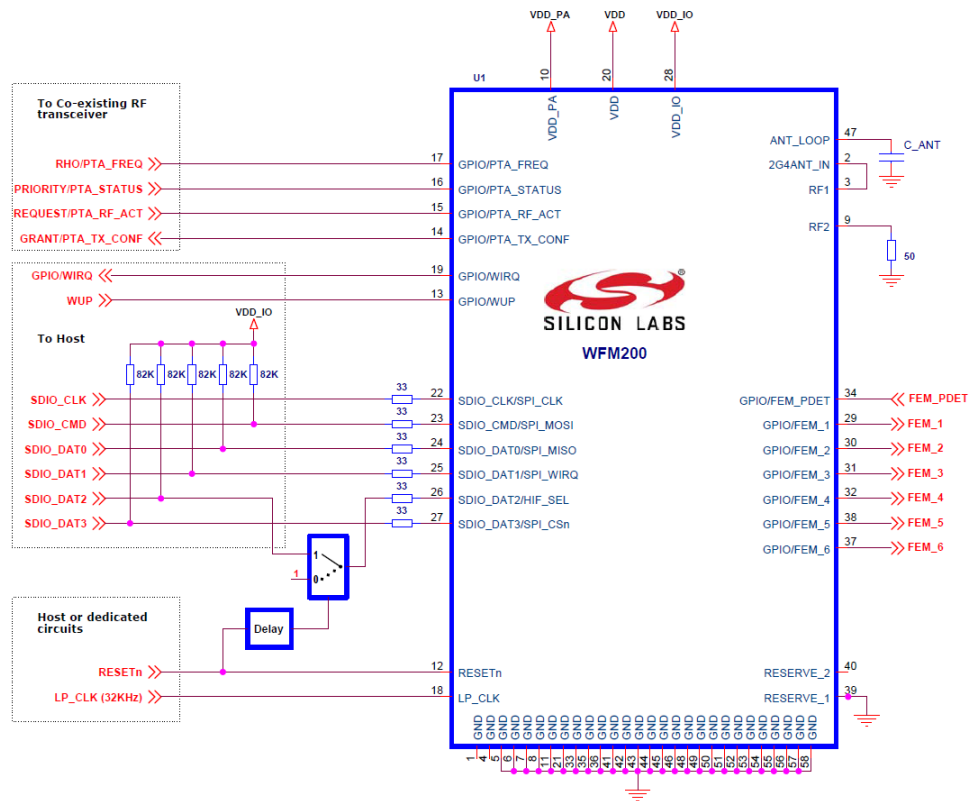 VDD_PA VDD VDD_IO
10 20 28
U1
VDD_PA VDD VDD_IO
To Co-existing RF
transceiver
RHO/PTA_FREQ 17 GPIO/PTA_FREQ
PRIORITY/PTA_STATUS 16 GPIO/PTA_STATUS
REQUEST/PTA_RF_ACT 15 GPIO/PTA_RF_ACT
GRANT/PTA_TX_CONF 14 GPIO/PTA_TX_CONF
ANT_LOOP 47 C_ANT
2G4ANT_IN 2
RF1 3
RF2 9
50
GPIO/WIRQ 19 GPIO/WIRQ
WUP 13 GPIO/WUP
To Host
VDD_IO
82K 82K 82K 82K 82K
SILICON LABS
®
WFM200
SDIO_CLK 33 22 SDIO_CLK/SPI_CLK
SDIO_CMD 33 23 SDIO_CMD/SPI_MOSI
SDIO_DAT0 33 24 SDIO_DAT0/SPI_MISO
SDIO_DAT1 33 25 SDIO_DAT1/SPI_WIRQ
SDIO_DAT2 33 26 SDIO_DAT2/HIF_SEL
SDIO_DAT3 27 SDIO_DAT3/SPI_CSn
GPIO/FEM_PDET 34 FEM_PDET
GPIO/FEM_1 29 FEM_1
GPIO/FEM_2 30 FEM_2
GPIO/FEM_3 31 FEM_3
GPIO/FEM_4 32 FEM_4
GPIO/FEM_5 38 FEM_5
GPIO/FEM_6 37 FEM_6
1
1 0
Delay
Host or dedicated
circuits
RESETn 12 RESETn
LP_CLK (32KHz) 18 LP_CLK
RESERVE_2 40
RESERVE_1 39
GND GND GND GND GND GND GND GND GND GND GND GND GND GND GND GND GND GND GND GND GND GND GND GND GND GND GND
1 4 5 6 7 8 11 21 33 35 36 41 42 43 44 45 46 48 49 50 51 52 53 54 55 56 57 58